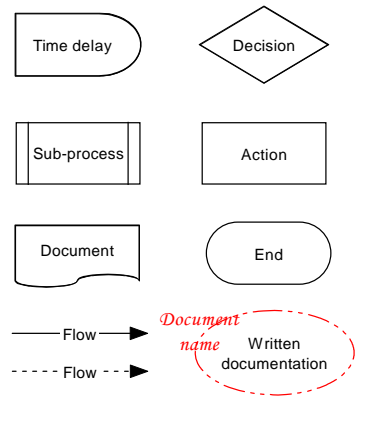 Time delay
Decision
Sub-process
Action
Document
End
Flow
Flow
Document
name
Written
documentation